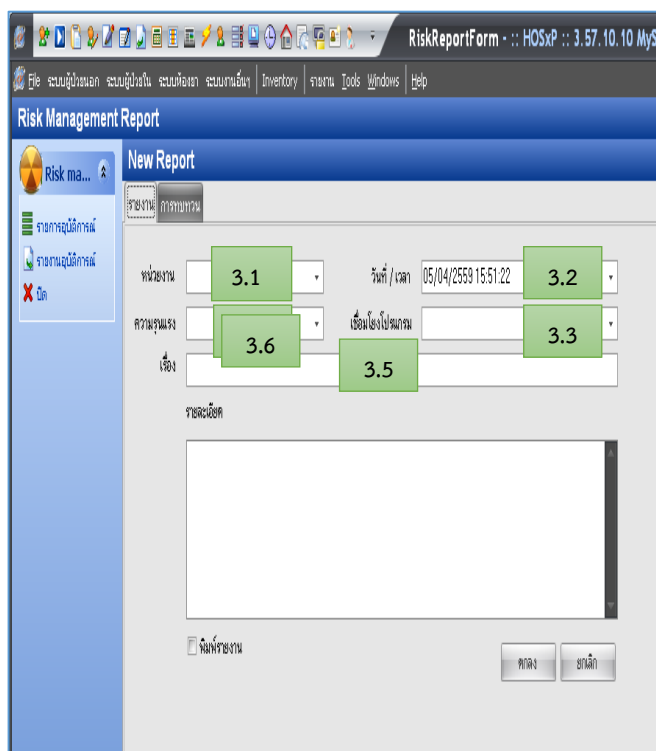 RiskReportForm - :: HOSxP :: 3.57.10.10 MyS
File ระบบผู้ป่วยนอก ระบบผู้ป่วยใน ระบบห้องยา ระบบงานอื่นๆ Inventory รายงาน Tools Windows Help
Risk Management Report
Risk ma...
รายการอุบัติการณ์
รายงานอุบัติการณ์
ปิด
New Report
รายงาน การทบทวน
หน่วยงาน 3.1 วันที่ / เวลา 05/04/2559 15:51:22 3.2
ความรุนแรง 3.6 เชื่อมโยงโปรแกรม 3.3
เรื่อง 3.5
รายละเอียด
พิมพ์รายงาน
ตกลง ยกเลิก